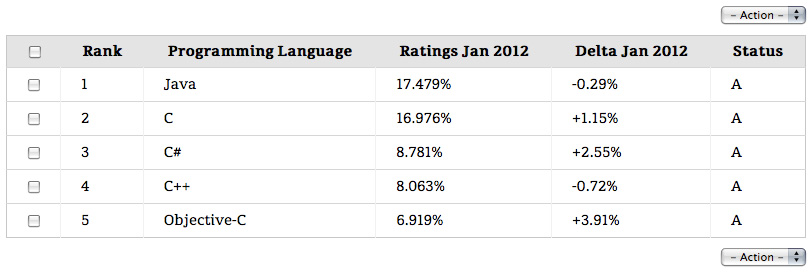 – Action –
Rank Programming Language Ratings Jan 2012 Delta Jan 2012 Status
1 Java 17.479% -0.29% A
2 C 16.976% +1.15% A
3 C# 8.781% +2.55% A
4 C++ 8.063% -0.72% A
5 Objective-C 6.919% +3.91% A
– Action –